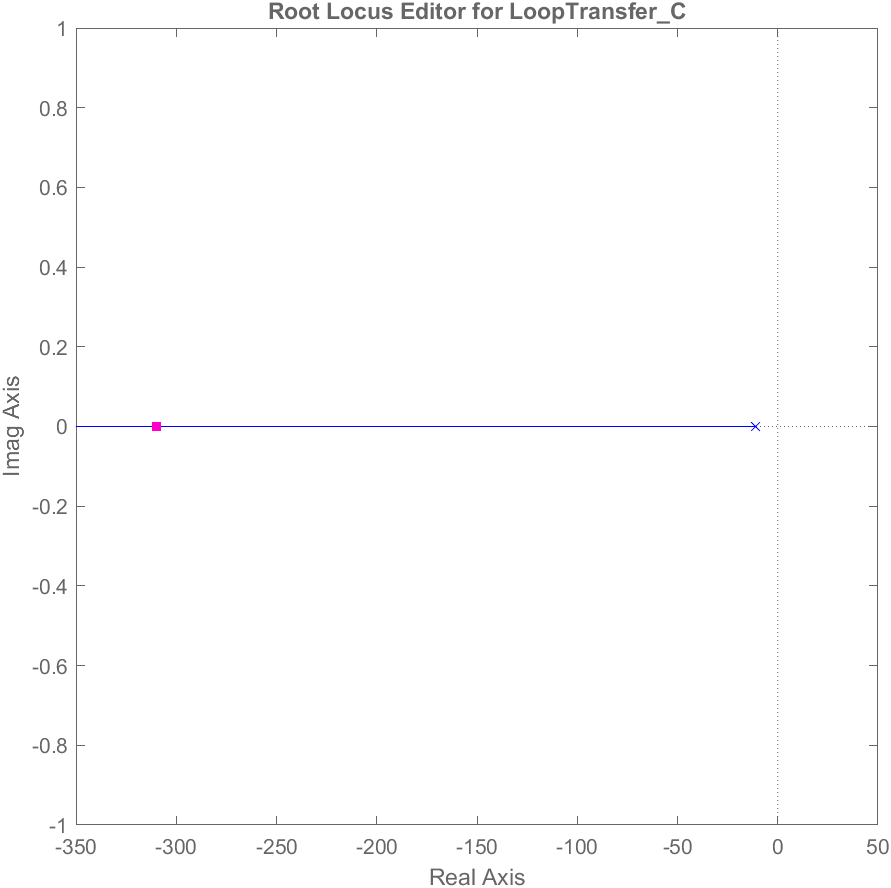 Root Locus Editor for LoopTransfer_C
1
0.8
0.6
0.4
0.2
0
-0.2
-0.4
-0.6
-0.8
-1
Imag Axis
-350 -300 -250 -200 -150 -100 -50 0 50
Real Axis